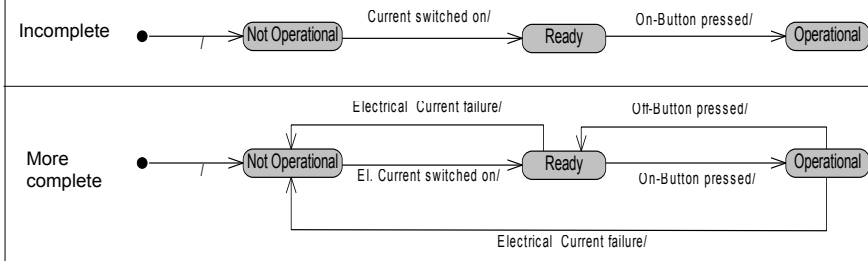 Incomplete
/
Not Operational
Current switched on/
Ready
On-Button pressed/
Operational
More
complete
/
Electrical Current failure/
Not Operational
El. Current switched on/
Ready
Off-Button pressed/
On-Button pressed/
Operational
Electrical Current failure/